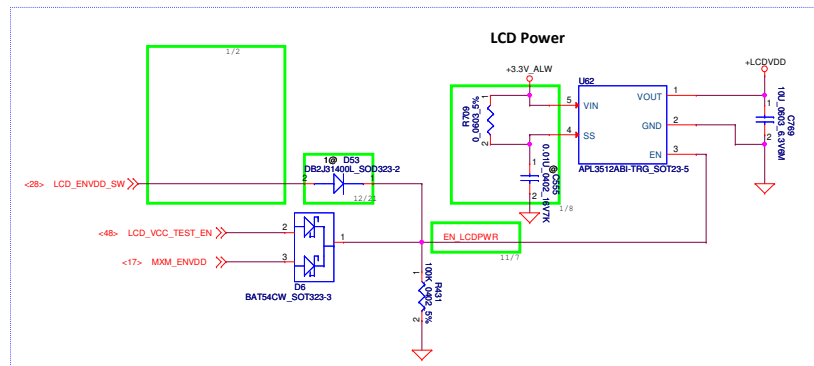 LCD Power
1/2
+3.3V_ALW
+LCDVDD
U62
R709
0_0603_5%
1
2
5
VIN
4
SS
VOUT
1
GND
2
EN
3
APL3512ABI-TRG_SOT23-5
1
2
C769
10U_0603_6.3V6M
0.01U_0402_16V7K
@C555
1
2
1/8
1@ D53
DB2J31400L_SOD323-2
<28> LCD_ENVDD_SW
2
1
12/21
<48> LCD_VCC_TEST_EN
2
1
EN_LCDPWR
11/7
<17> MXM_ENVDD
3
D6
BAT54CW_SOT323-3
1
2
R431
100K_0402_5%